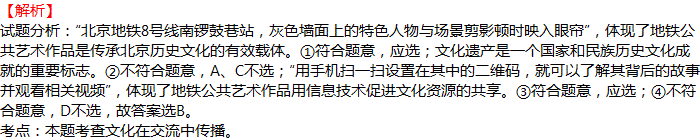 【解析】
试题分析：“北京地铁8号线南锣鼓巷站，灰色墙面上的特色人物与场景剪影顿时映入眼帘”，体现了地铁公
共艺术作品是传承北京历史文化的有效载体。①符合题意，应选；文化遗产是一个国家和民族历史文化成
就的重要标志。②不符合题意，A、C不选；“用手机扫一扫设置在其中的二维码，就可以了解其背后的故事
并观看相关视频”，体现了地铁公共艺术作品用信息技术促进文化资源的共享。③符合题意，应选；④不符
合题意，D不选，故答案选B。
考点：本题考查文化在交流中传播。